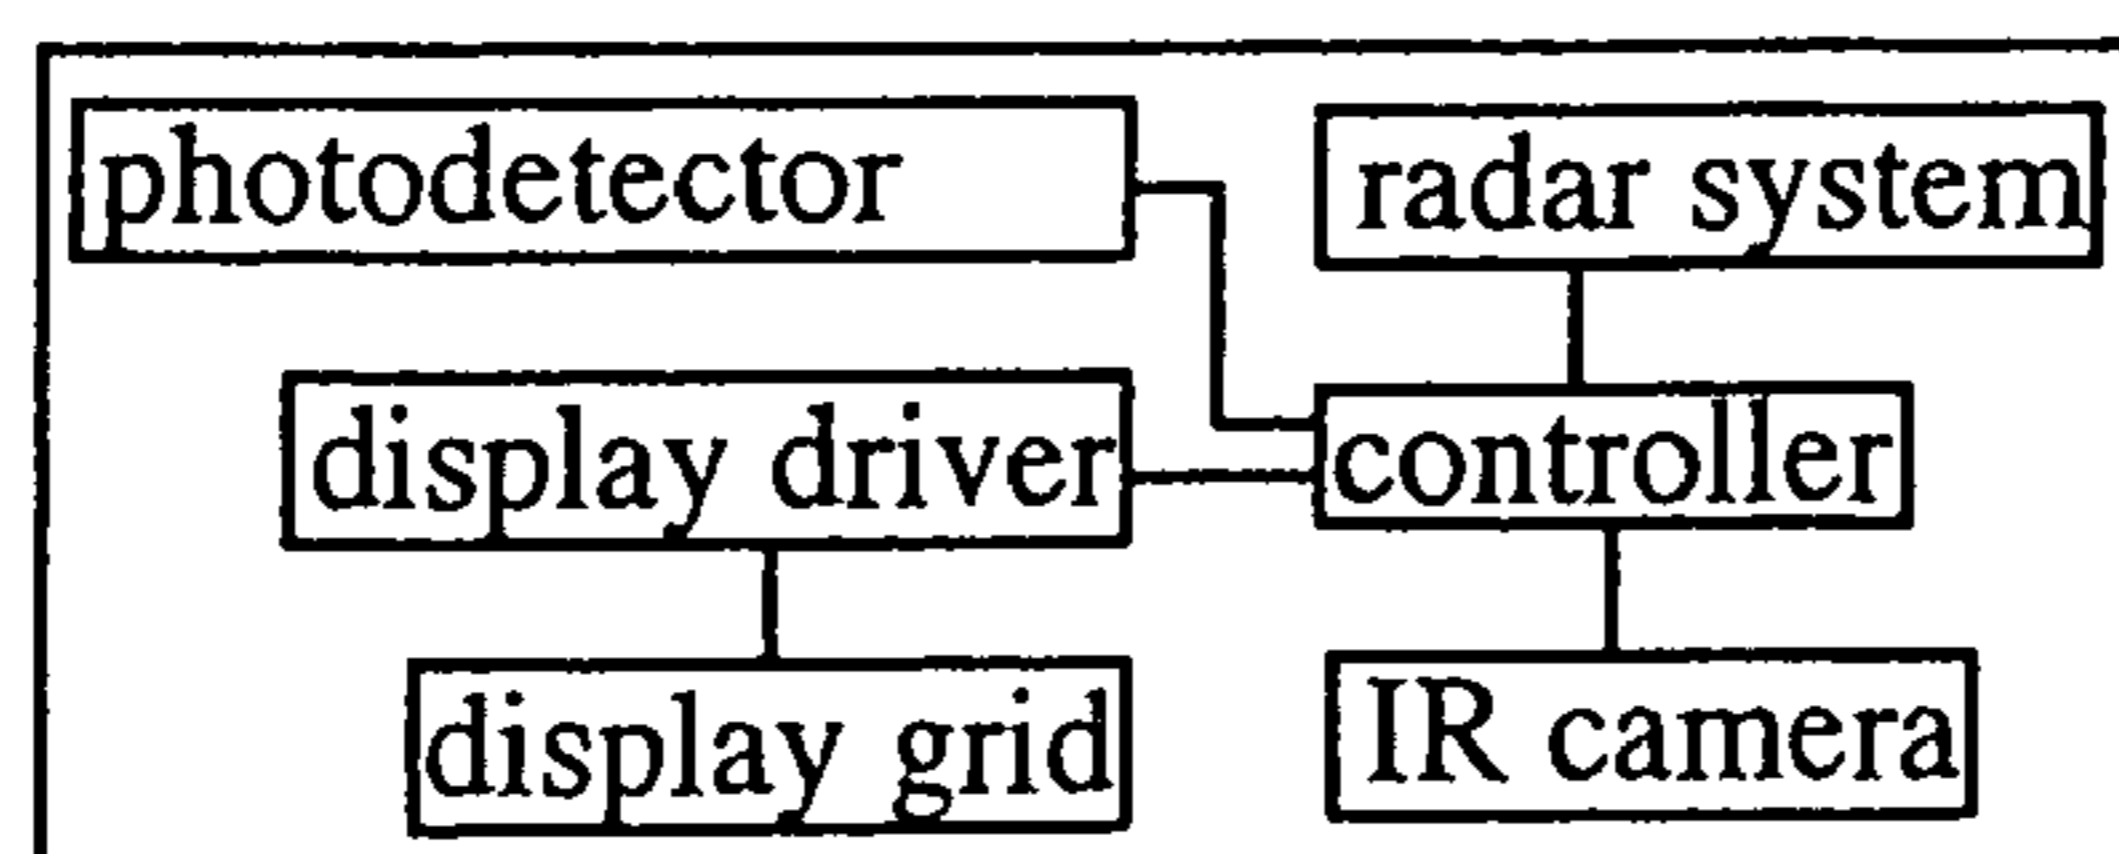 photodetector
radar system
display driver
controller
display grid
IR camera